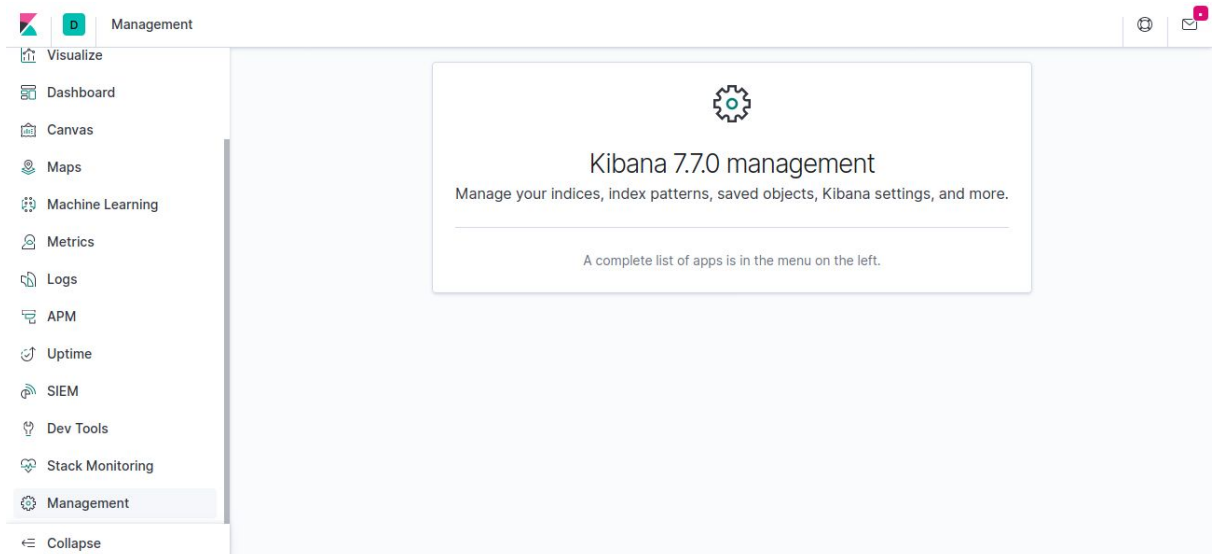 D Management
Visualize
Dashboard
Canvas
Maps
Machine Learning
Metrics
Logs
APM
Uptime
SIEM
Dev Tools
Stack Monitoring
Management
Collapse
Kibana 7.7.0 management
Manage your indices, index patterns, saved objects, Kibana settings, and more.
A complete list of apps is in the menu on the left.